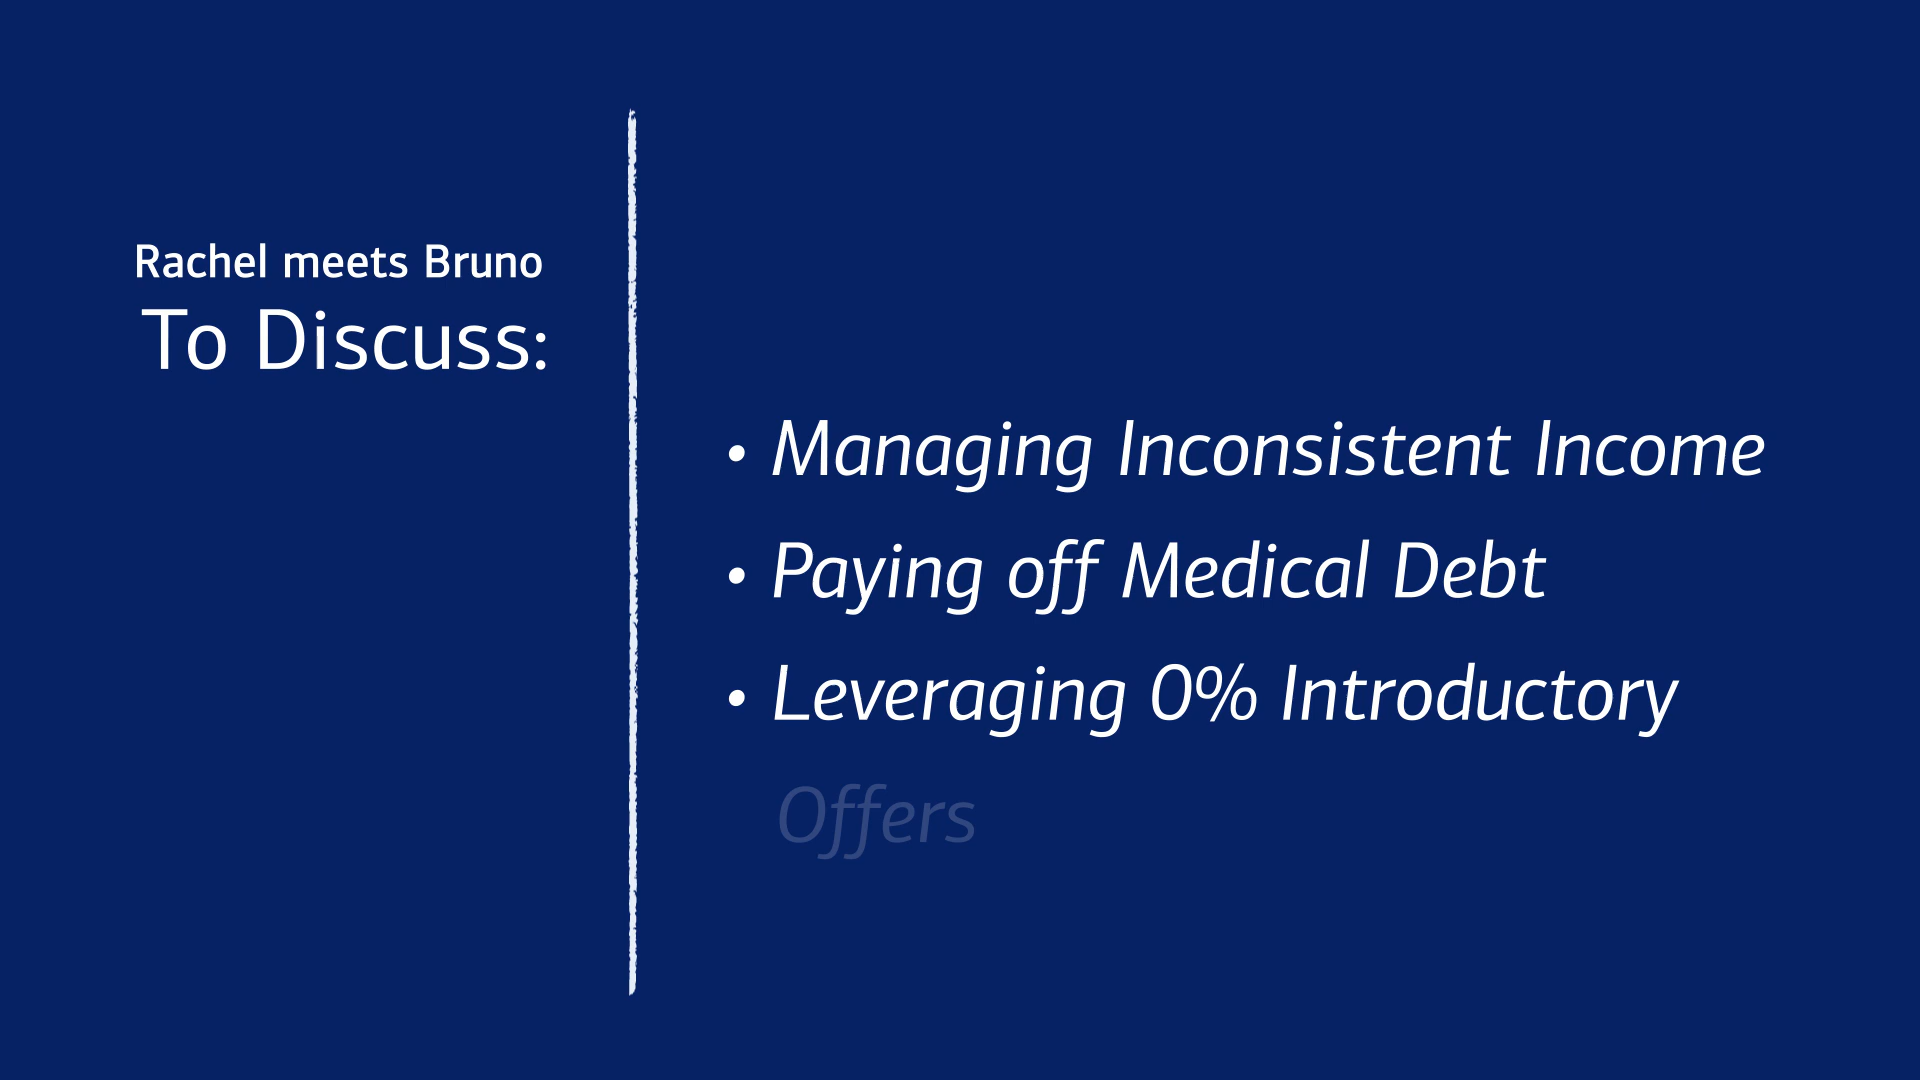 Rachel meets Bruno
To Discuss:
• Managing Inconsistent Income
• Paying off Medical Debt
• Leveraging 0% Introductory
Offers